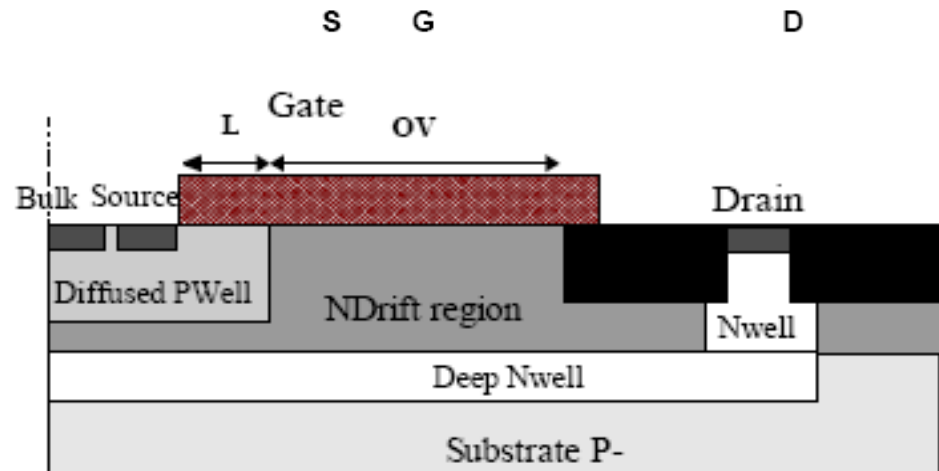 S G D
Gate
L OV
Bulk Source Drain
Diffused PWell
NDrift region
Nwell
Deep Nwell
Substrate P-